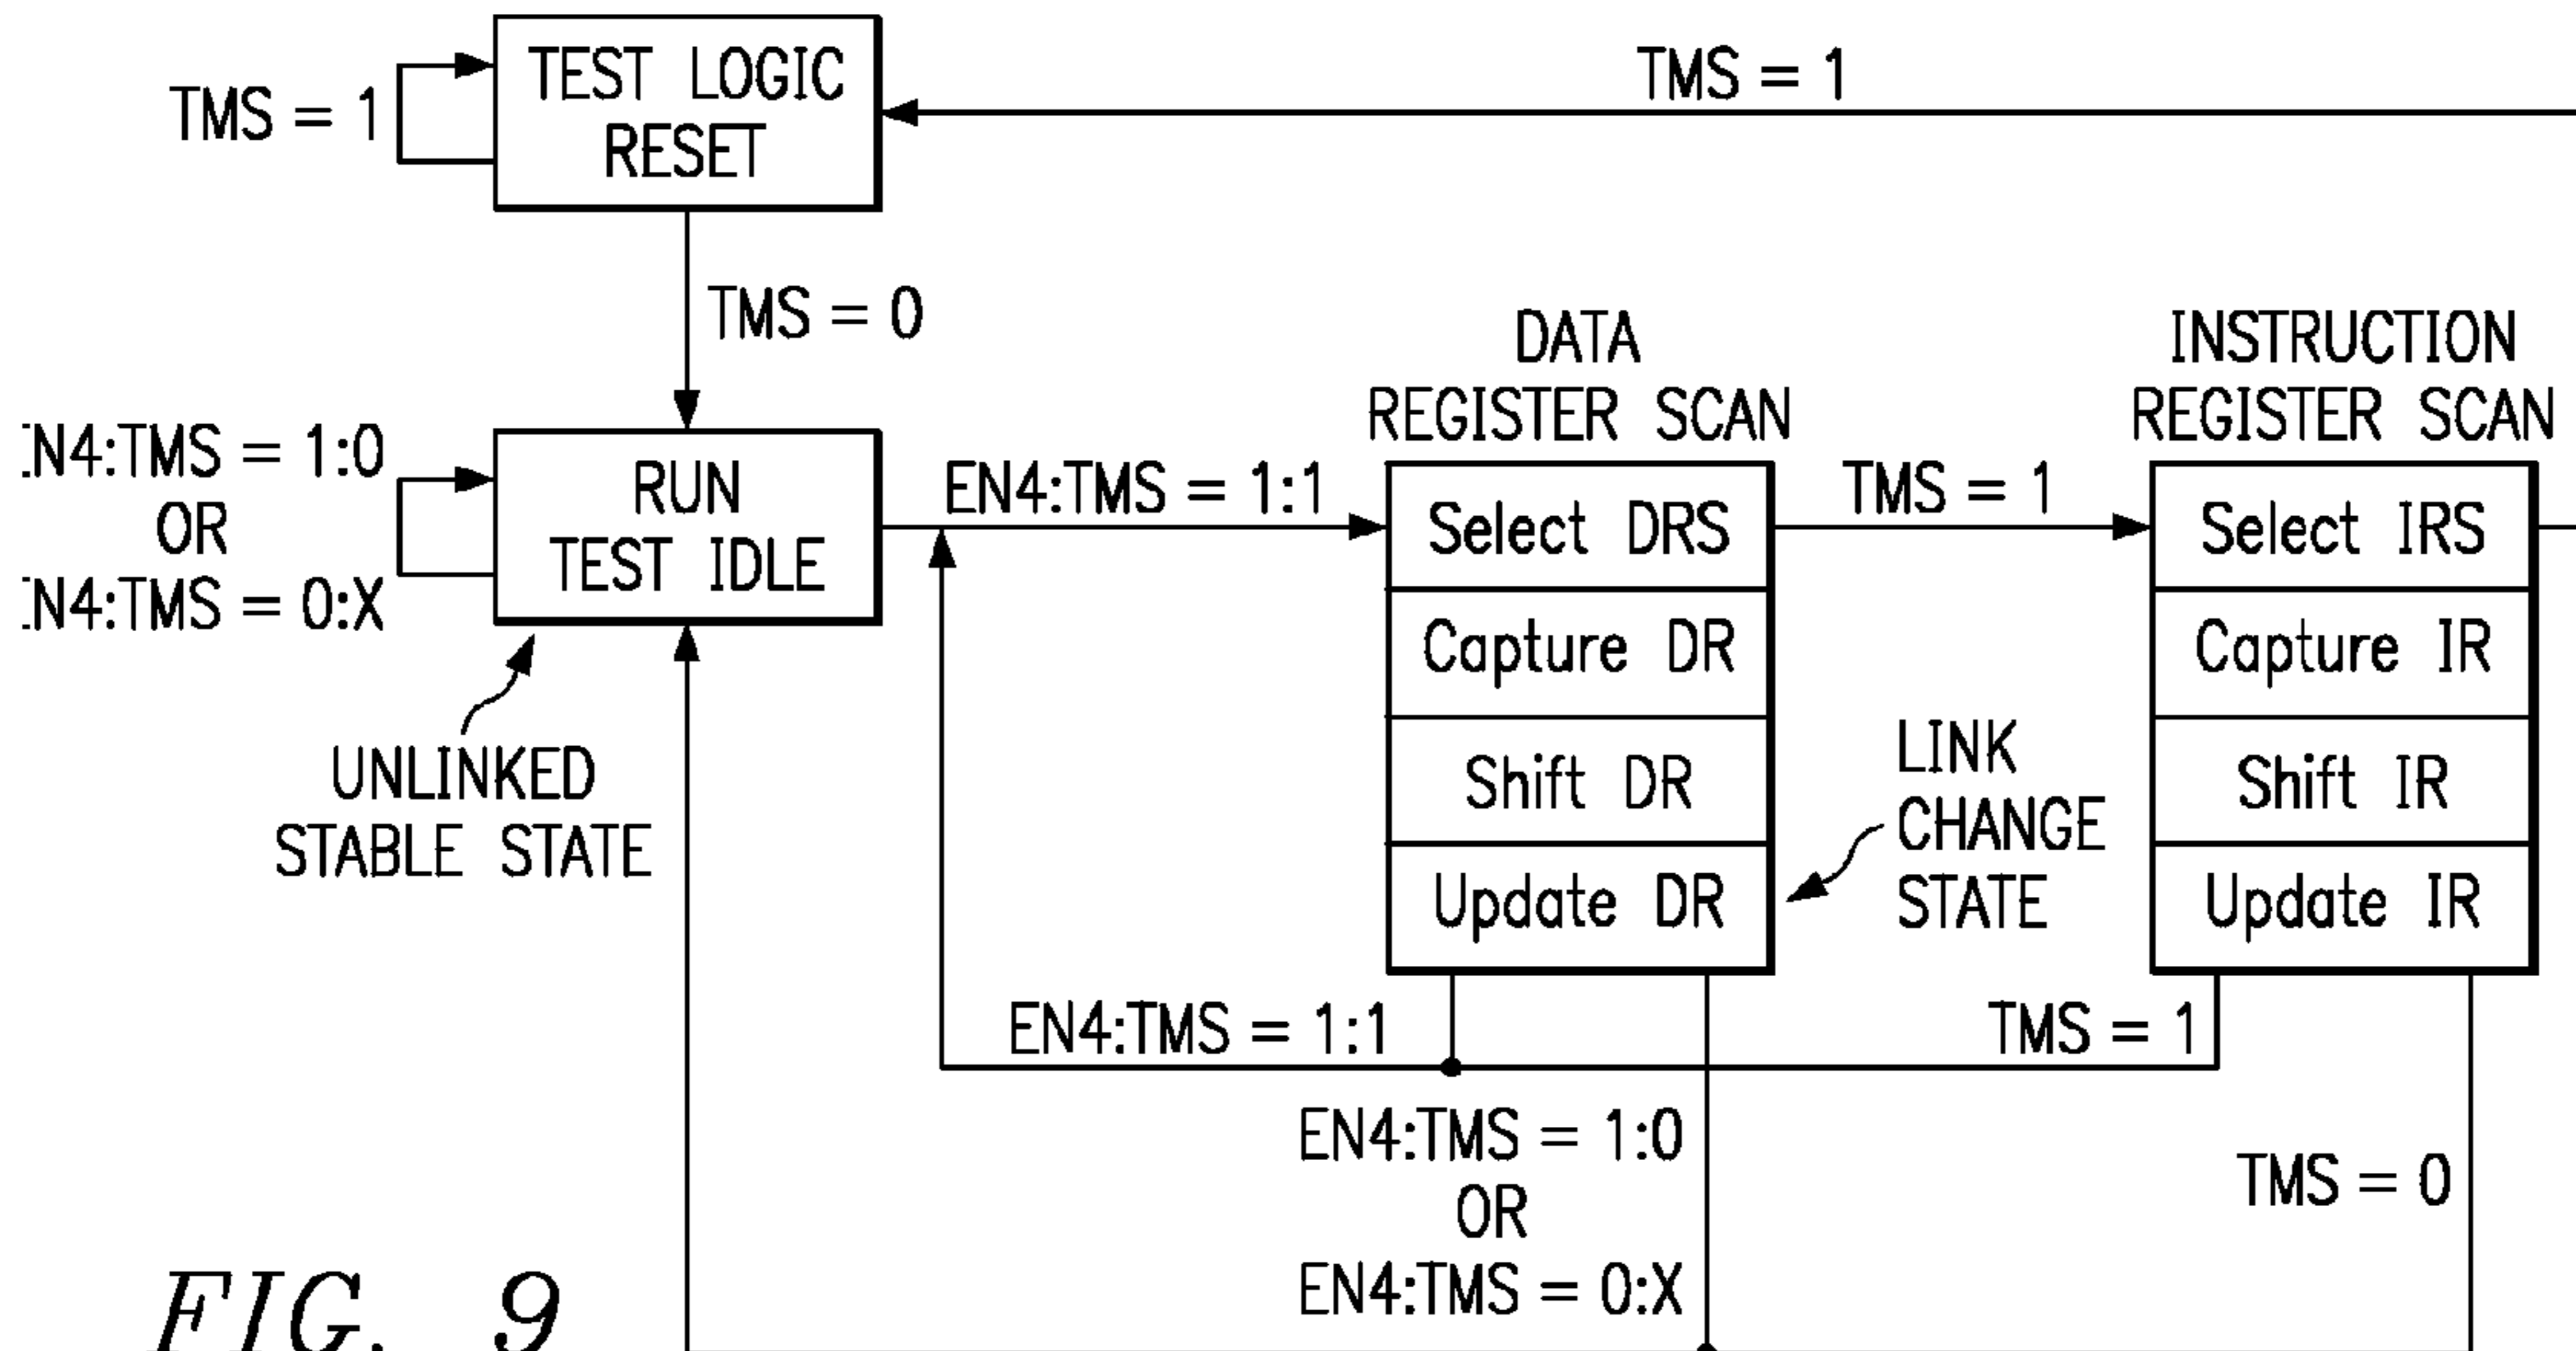 TEST LOGIC
RESET
TMS = 1
TMS = 1
TMS = 0
N4:TMS = 1:0
OR
N4:TMS = 0:X
RUN
TEST IDLE
UNLINKED
STABLE STATE
EN4:TMS = 1:1
DATA
REGISTER SCAN
Select DRS
Capture DR
Shift DR
Update DR
TMS = 1
LINK
CHANGE
STATE
INSTRUCTION
REGISTER SCAN
Select IRS
Capture IR
Shift IR
Update IR
EN4:TMS = 1:1
TMS = 1
EN4:TMS = 1:0
OR
EN4:TMS = 0:X
TMS = 0
FIG. 9